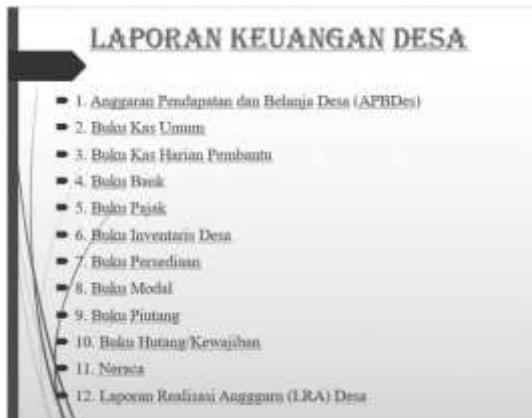 LAPORAN KEUANGAN DESA
1. Anggaran Pendapatan dan Belanja Desa (APBDes)
2. Buku Kas Umum
3. Buku Kas Harian Pembantu
4. Buku Bank
5. Buku Pajak
6. Buku Inventaris Desa
7. Buku Persediaan
8. Buku Modal
9. Buku Piutang
10. Buku Hutang/Kewajiban
11. Neraca
12. Laporan Realisasi Angggara (LRA) Desa